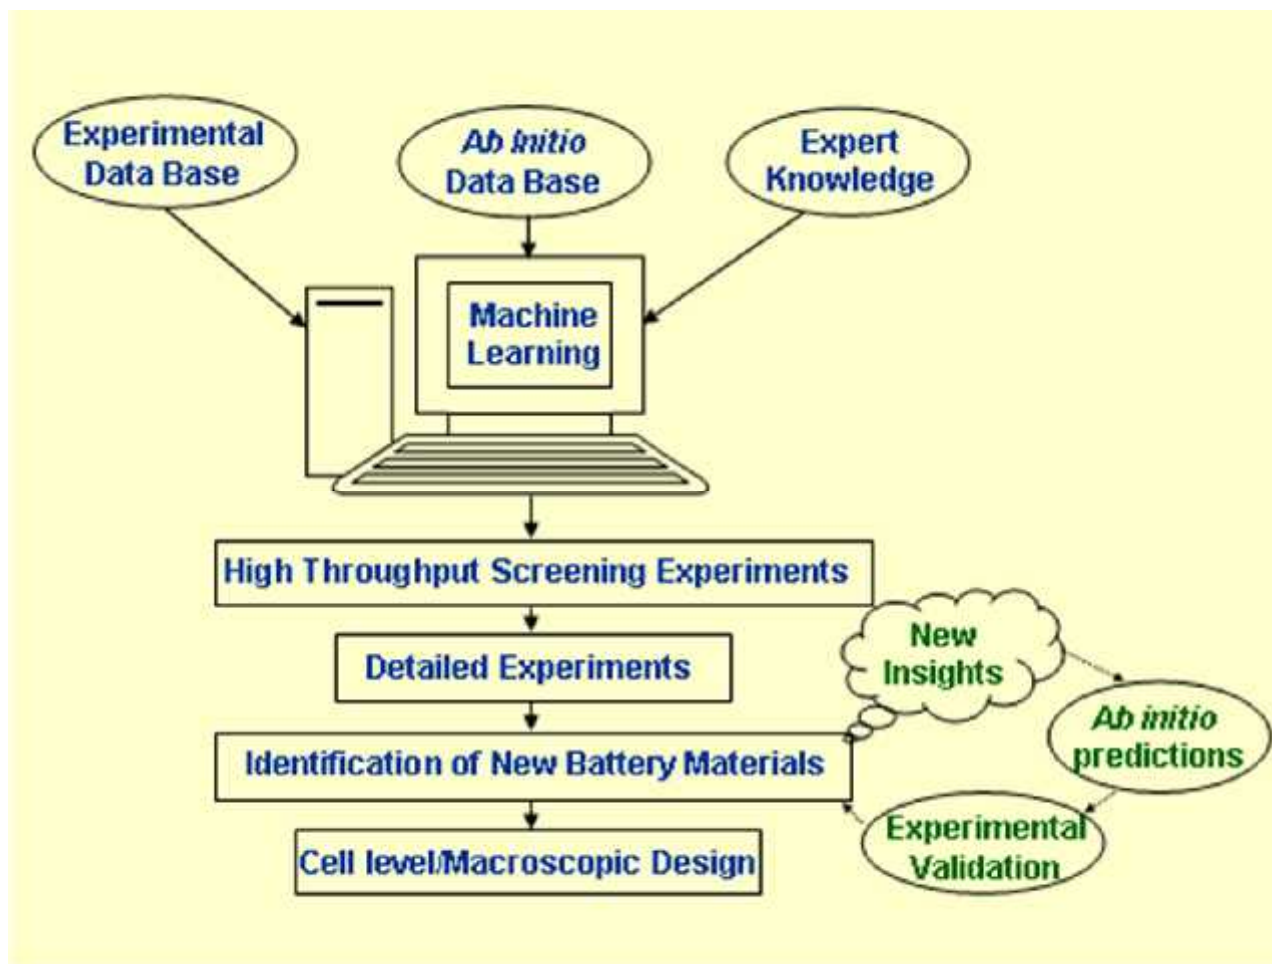 Experimental
Data Base
Ab Initio
Data Base
Expert
Knowledge
Machine
Learning
High Throughput Screening Experiments
Detailed Experiments
New
Insights
Ab initio
predictions
Identification of New Battery Materials
Experimental
Validation
Cell level/Macroscopic Design